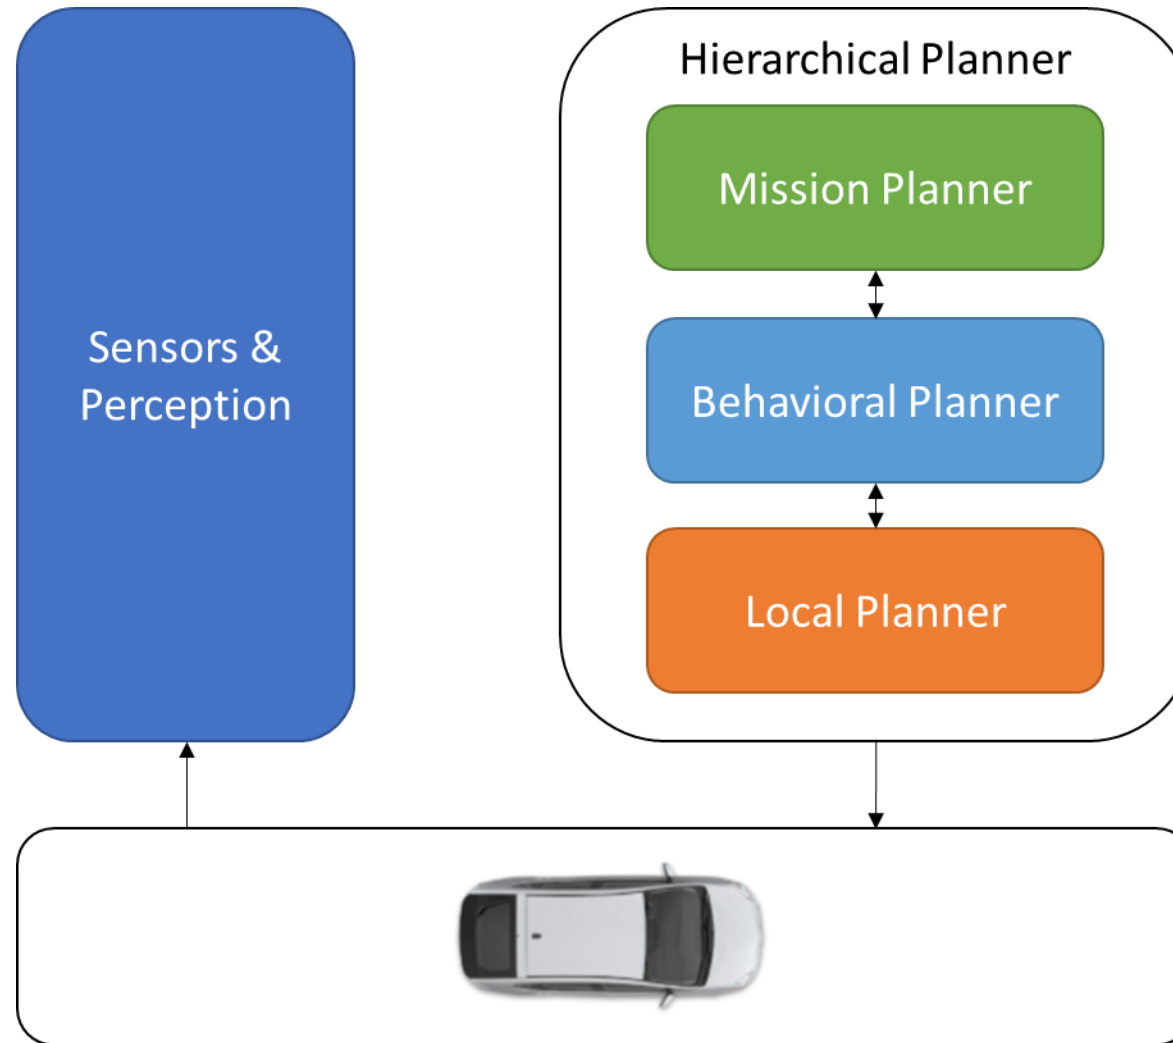 Sensors &
Perception
Hierarchical Planner
Mission Planner
Behavioral Planner
Local Planner